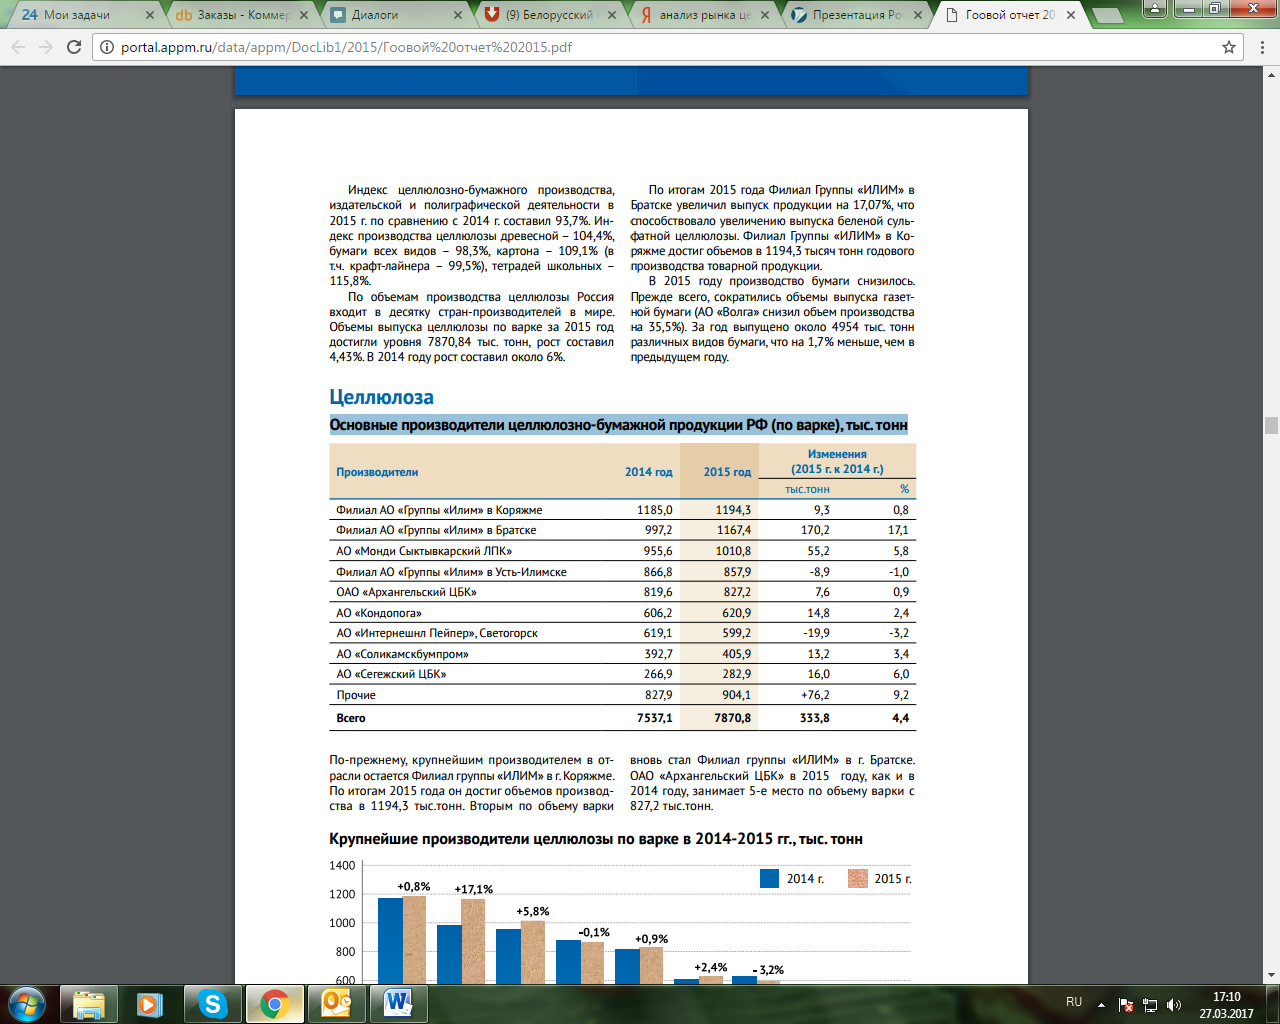 24 Мои задачи
Заказы - Коммер
Диалоги
(9) Белорусский
анализ рынка це
Презентация Po
Гоовой отчет 20
portal.appm.ru/data/appm/DocLib1/2015/Гоовой%20отчет%202015.pdf
Индекс целлюлозно-бумажного производства,
издательской и полиграфической деятельности в
2015 г. по сравнению с 2014 г. составил 93,7%. Ин-
декс производства целлюлозы древесной – 104,4%,
бумаги всех видов – 98,3%, картона – 109,1% (в
т.ч. крафт-лайнера – 99,5%), тетрадей школьных –
115,8%.
По объемам производства целлюлозы Россия
входит в десятку стран-производителей в мире.
Объемы выпуска целлюлозы по варке за 2015 год
достигли уровня 7870,84 тыс. тонн, рост составил
4,43%. В 2014 году рост составил около 6%.
По итогам 2015 года Филиал Группы «ИЛИМ» в
Братске увеличил выпуск продукции на 17,07%, что
способствовало увеличению выпуска беленой суль-
фатной целлюлозы. Филиал Группы «ИЛИМ» в Ко-
ряжме достиг объемов в 1194,3 тысяч тонн годового
производства товарной продукции.
В 2015 году производство бумаги снизилось.
Прежде всего, сократились объемы выпуска газет-
ной бумаги (АО «Волга» снизил объем производства
на 35,5%). За год выпущено около 4954 тыс. тонн
различных видов бумаги, что на 1,7% меньше, чем в
предыдущем году.
Целлюлоза
Основные производители целлюлозно-бумажной продукции РФ (по варке), тыс. тонн
Производители 2014 год 2015 год Изменения
(2015 г. к 2014 г.)
тыс.тонн %
Филиал АО «Группы «Илим» в Коряжме 1185,0 1194,3 9,3 0,8
Филиал АО «Группы «Илим» в Братске 997,2 1167,4 170,2 17,1
АО «Монди Сыктывкарский ЛПК» 955,6 1010,8 55,2 5,8
Филиал АО «Группы «Илим» в Усть-Илимске 866,8 857,9 -8,9 -1,0
ОАО «Архангельский ЦБК» 819,6 827,2 7,6 0,9
АО «Кондопога» 606,2 620,9 14,8 2,4
АО «Интернешнл Пейпер», Светогорск 619,1 599,2 -19,9 -3,2
АО «Соликамскбумпром» 392,7 405,9 13,2 3,4
АО «Сегежский ЦБК» 266,9 282,9 16,0 6,0
Прочие 827,9 904,1 +76,2 9,2
Всего 7537,1 7870,8 333,8 4,4
По-прежнему, крупнейшим производителем в от-
расли остается Филиал группы «ИЛИМ» в г. Коряжме.
По итогам 2015 года он достиг объемов производ-
ства в 1194,3 тыс.тонн. Вторым по объему варки
вновь стал Филиал группы «ИЛИМ» в г. Братске.
ОАО «Архангельский ЦБК» в 2015 году, как и в
2014 году, занимает 5-е место по объему варки с
827,2 тыс.тонн.
Крупнейшие производители целлюлозы по варке в 2014-2015 гг., тыс. тонн
1400
2014 г. 2015 г.
1200
+0,8% +17,1%
1000
+5,8%
-0,1% +0,9%
800
+2,4% - 3,2%
600
RU
17:10
27.03.2017